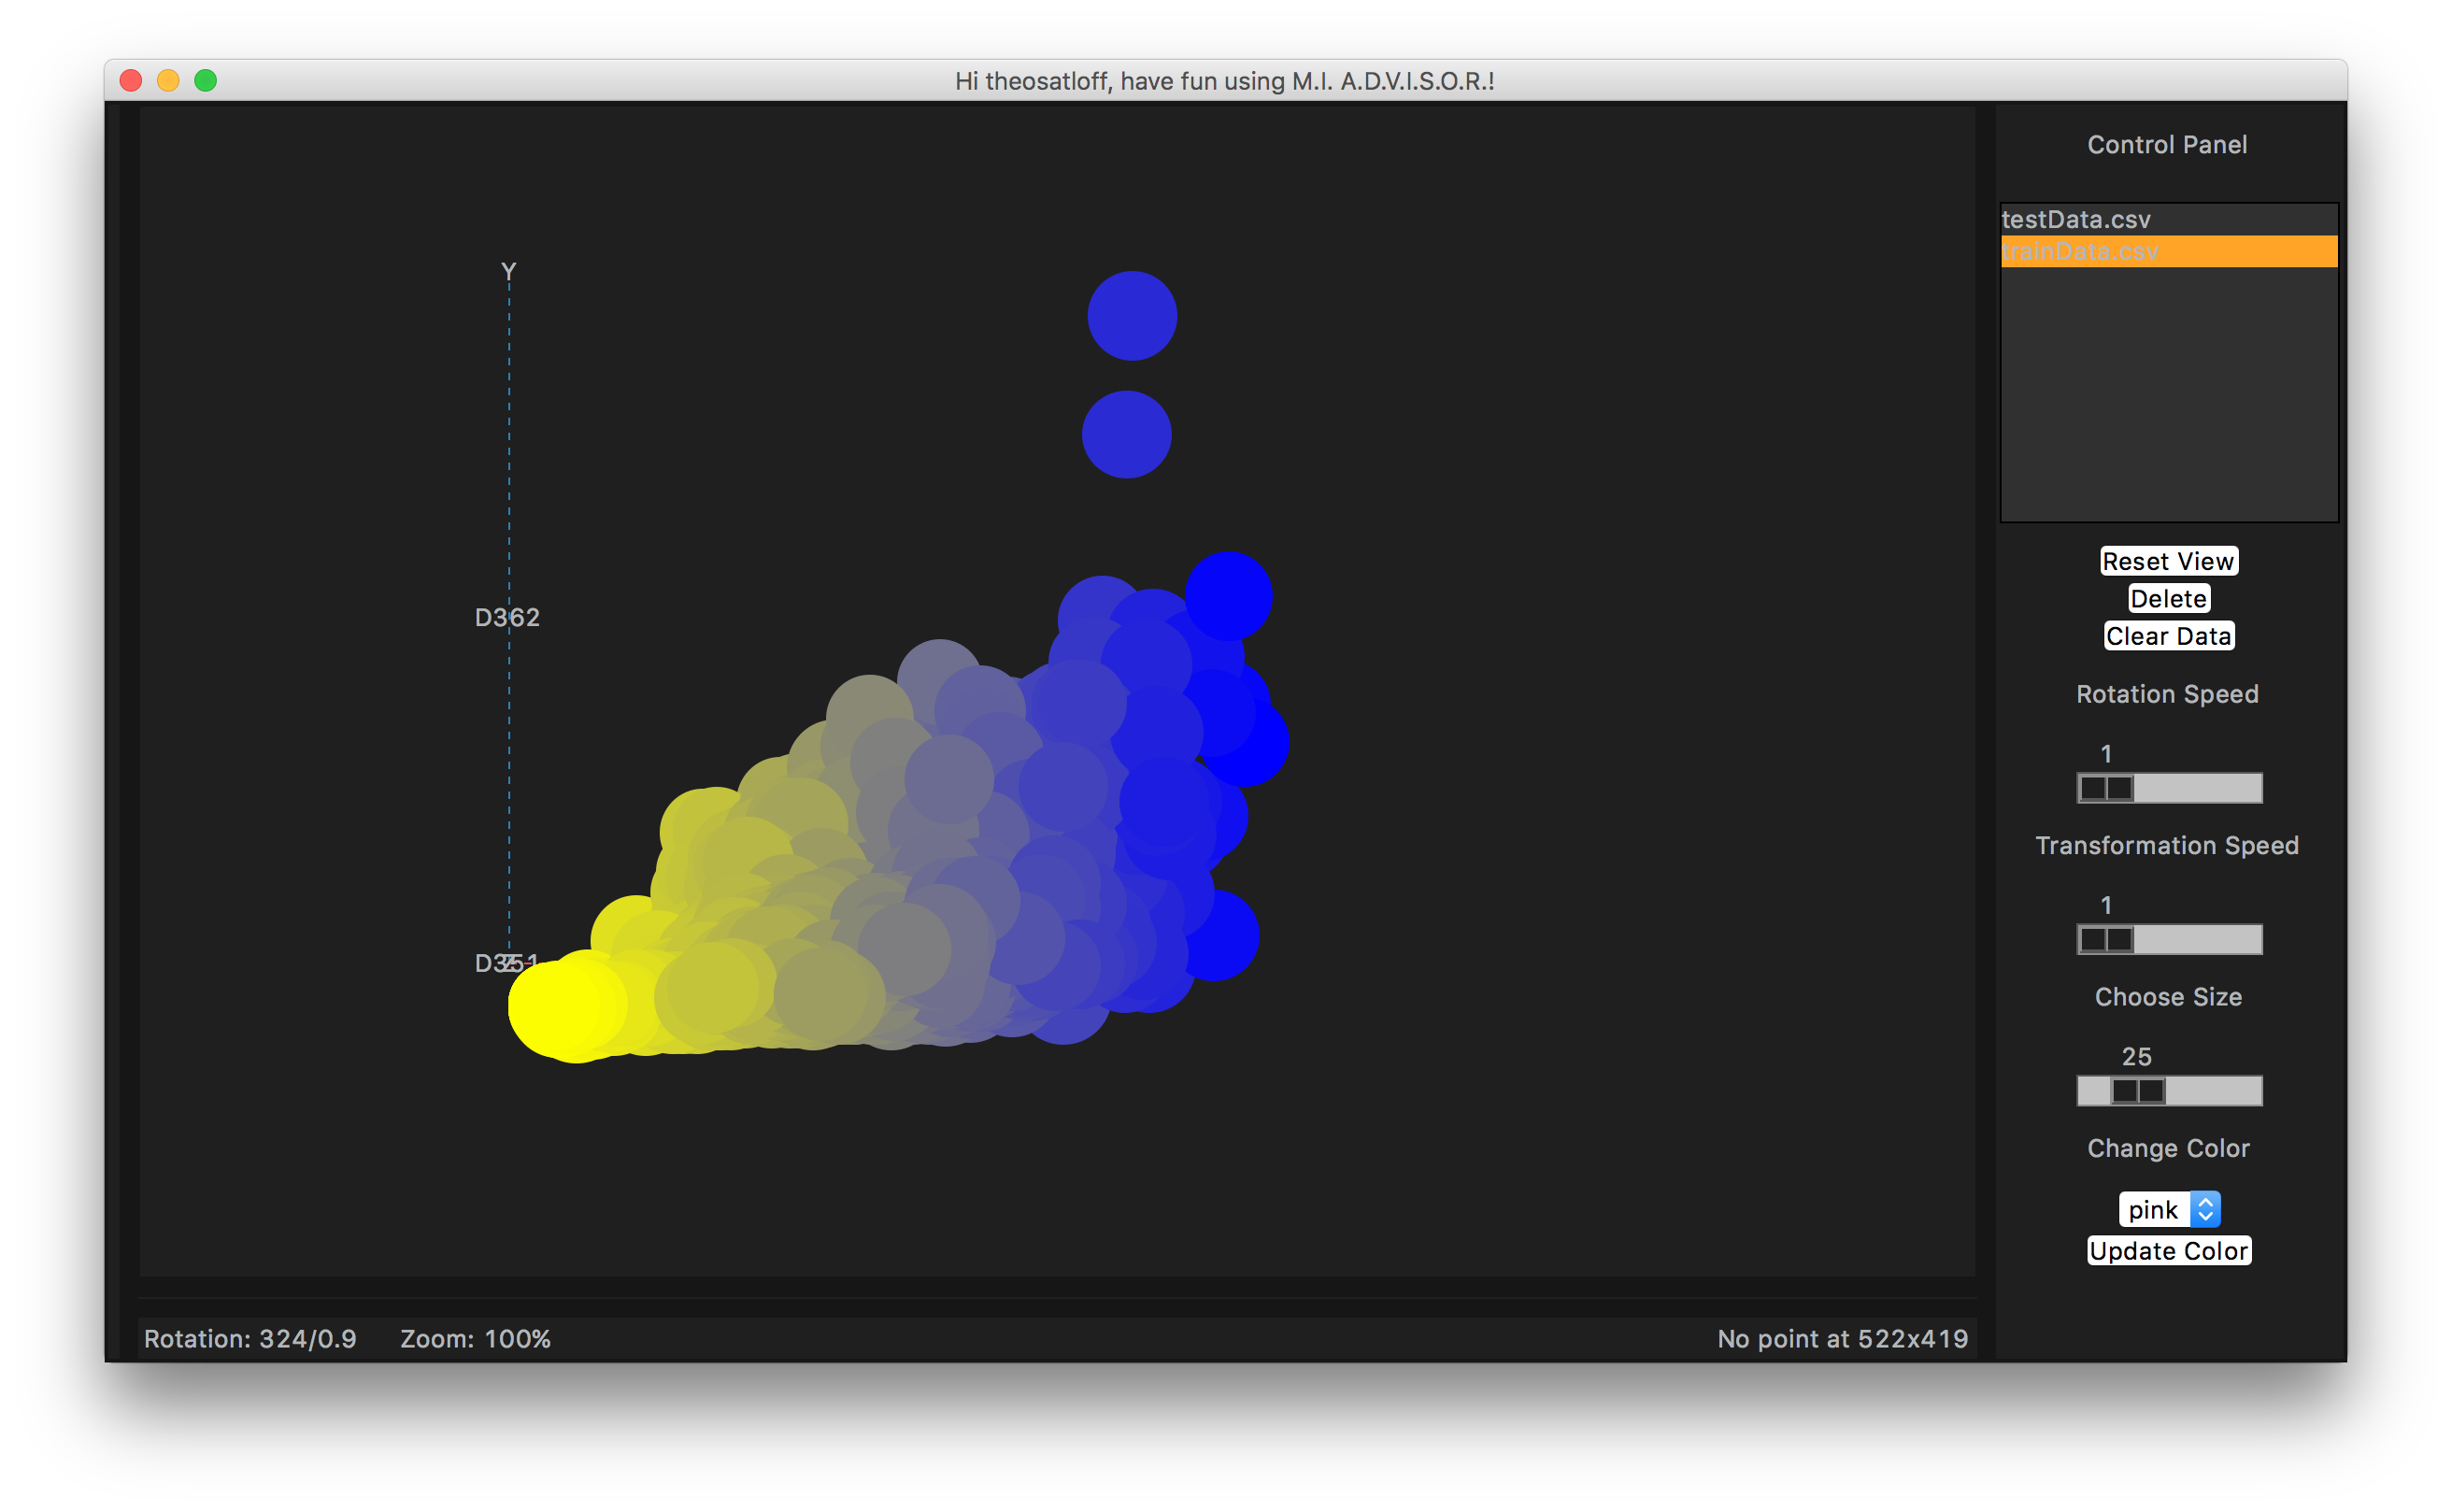 Hi theosatloff, have fun using M.I. A.D.V.I.S.O.R.!
Control Panel
testData.csv
trainData.csv
Y
D362
D351
Reset View
Delete
Clear Data
Rotation Speed
1
Transformation Speed
1
Choose Size
25
Change Color
pink
Update Color
Rotation: 324/0.9 Zoom: 100% No point at 522x419